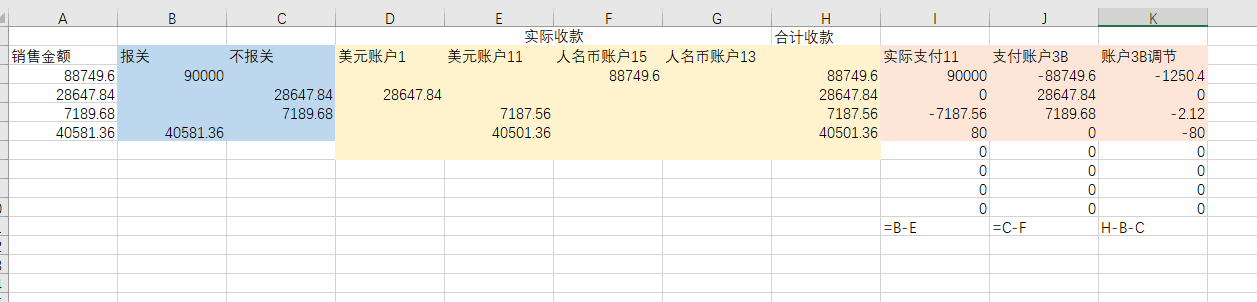 A B C D E F G H I J K
实际收款 合计收款
销售金额 报关 不报关 美元账户1 美元账户11 人名币账户15 人名币账户13 实际支付11 支付账户3B 账户3B调节
88749.6 90000 88749.6 88749.6 90000 -88749.6 -1250.4
28647.84 28647.84 28647.84 28647.84 0 28647.84 0
7189.68 7189.68 7187.56 7187.56 -7187.56 7189.68 -2.12
40581.36 40581.36 40501.36 40501.36 80 0 -80
0 0 0
0 0 0
0 0 0
0 0 0
=B-E =C-F H-B-C